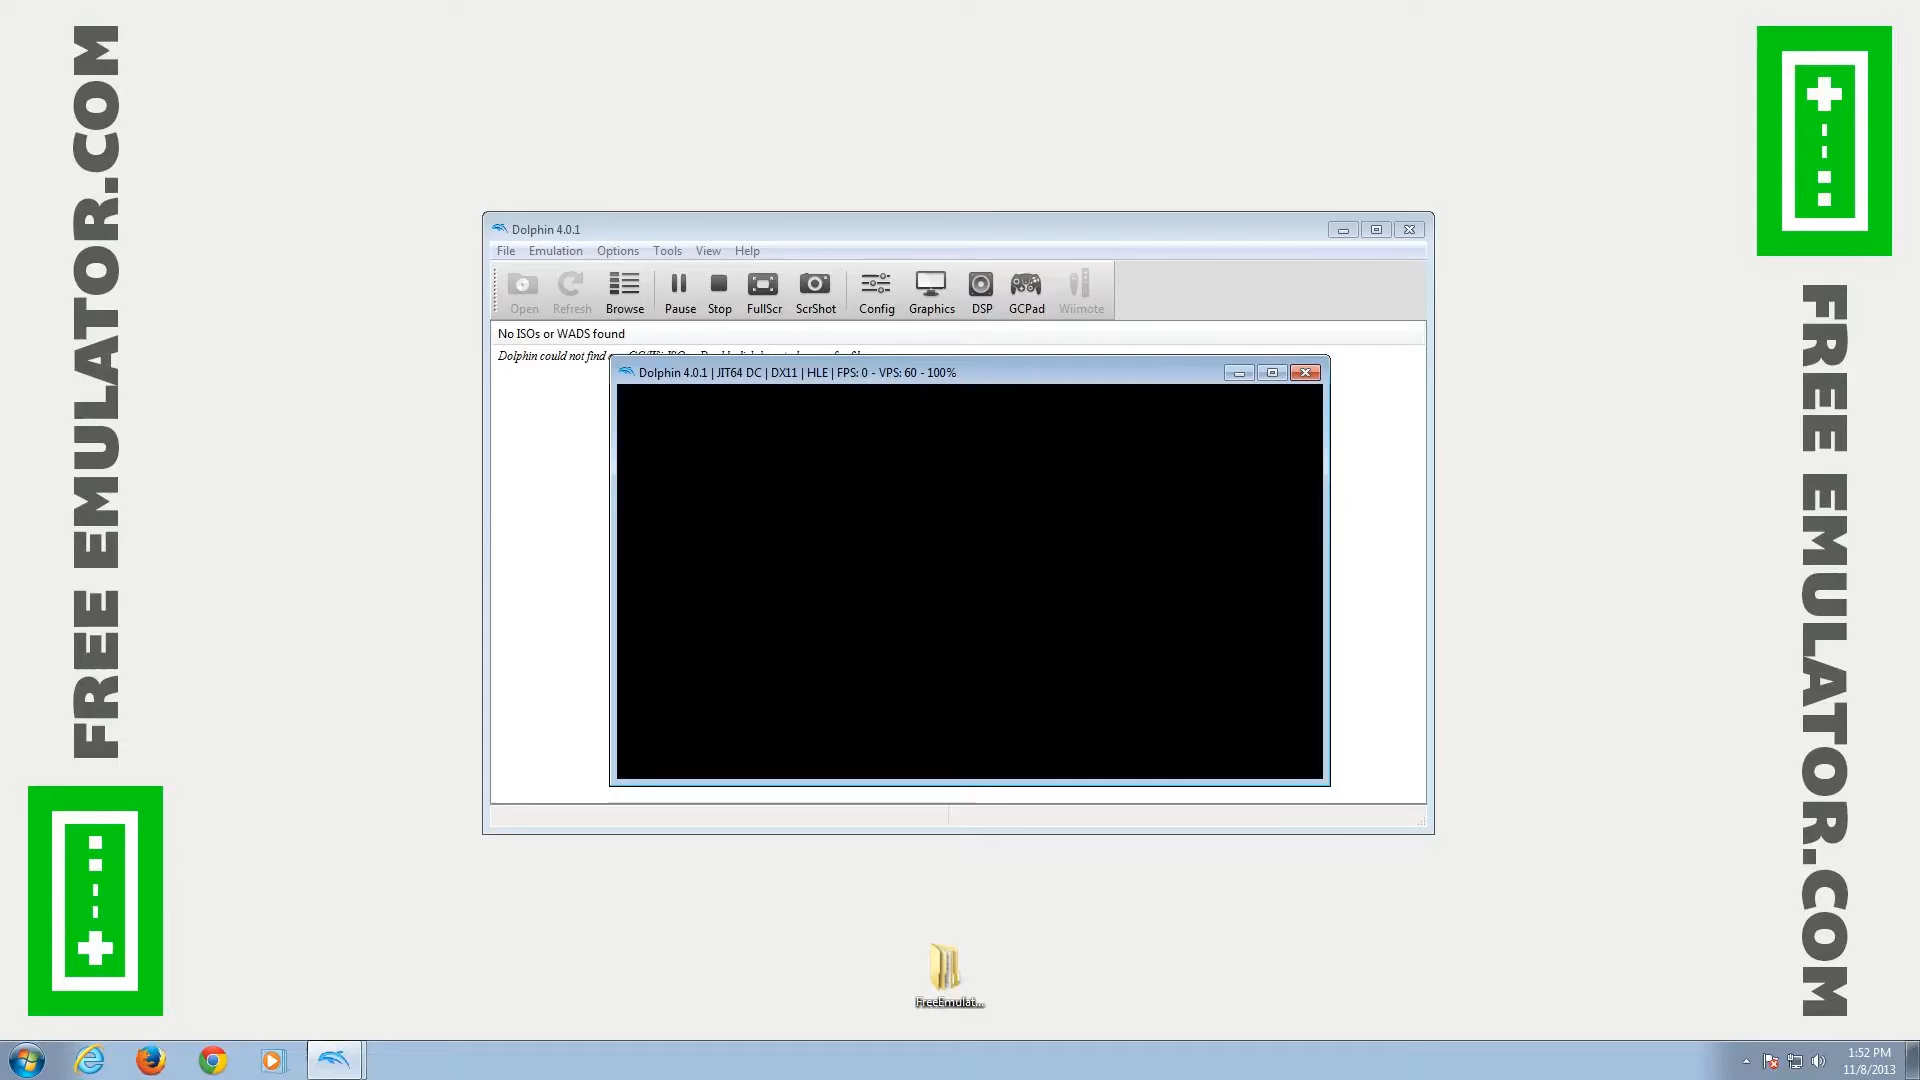 FREE EMULATOR.COM
Dolphin 4.0.1
File Emulation Options Tools View Help
Open Refresh Browse Pause Stop FullScr ScrShot Config Graphics DSP GCPad Wiimote
No ISOs or WADS found
Dolphin could not find
Dolphin 4.0.1 | JIT64 DC | DX11 | HLE | FPS: 0 - VPS: 60 - 100%
FREE EMULATOR.COM
FreeEmulat...
1:52 PM
11/8/2013